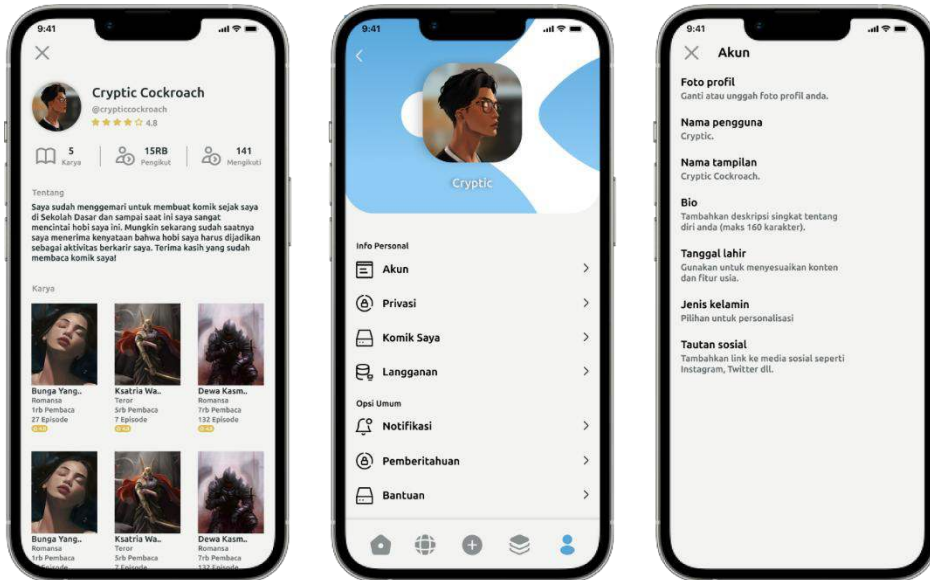 9:41
Cryptic Cockroach
@crypticcockroach
4.8
5
Karya
15RB
Pengikut
141
Mengikuti
Tentang
Saya sudah menggemari untuk membuat komik sejak saya
di Sekolah Dasar dan sampai saat ini saya sangat
mencintai hobi saya ini. Mungkin sekarang sudah saatnya
saya menerima kenyataan bahwa hobi saya harus dijadikan
sebagai aktivitas berkarir saya. Terima kasih yang sudah
membaca komik saya!
Karya
Bunga Yang..
Romansa
1rb Pembaca
27 Episode
Ksatria Wa..
Teror
5rb Pembaca
7 Episode
Dewa Kasm..
Romansa
7rb Pembaca
132 Episode
Bunga Yang..
Romansa
1rb Pembaca
Episode
Ksatria Wa..
Teror
5rb Pembaca
7 Episode
Dewa Kasm..
Romansa
7rb Pembaca
132 Episode
9:41
Cryptic
Info Personal
Akun
Privasi
Komik Saya
Langganan
Opsi Umum
Notifikasi
Pemberitahuan
Bantuan
9:41
Akun
Foto profil
Ganti atau unggah foto profil anda.
Nama pengguna
Cryptic.
Nama tampilan
Cryptic Cockroach.
Bio
Tambahkan deskripsi singkat tentang
diri anda (maks 160 karakter).
Tanggal lahir
Gunakan untuk menyesuaikan konten
dan fitur usia.
Jenis kelamin
Pilihan untuk personalisasi
Tautan sosial
Tambahkan link ke media sosial seperti
Instagram, Twitter dll.